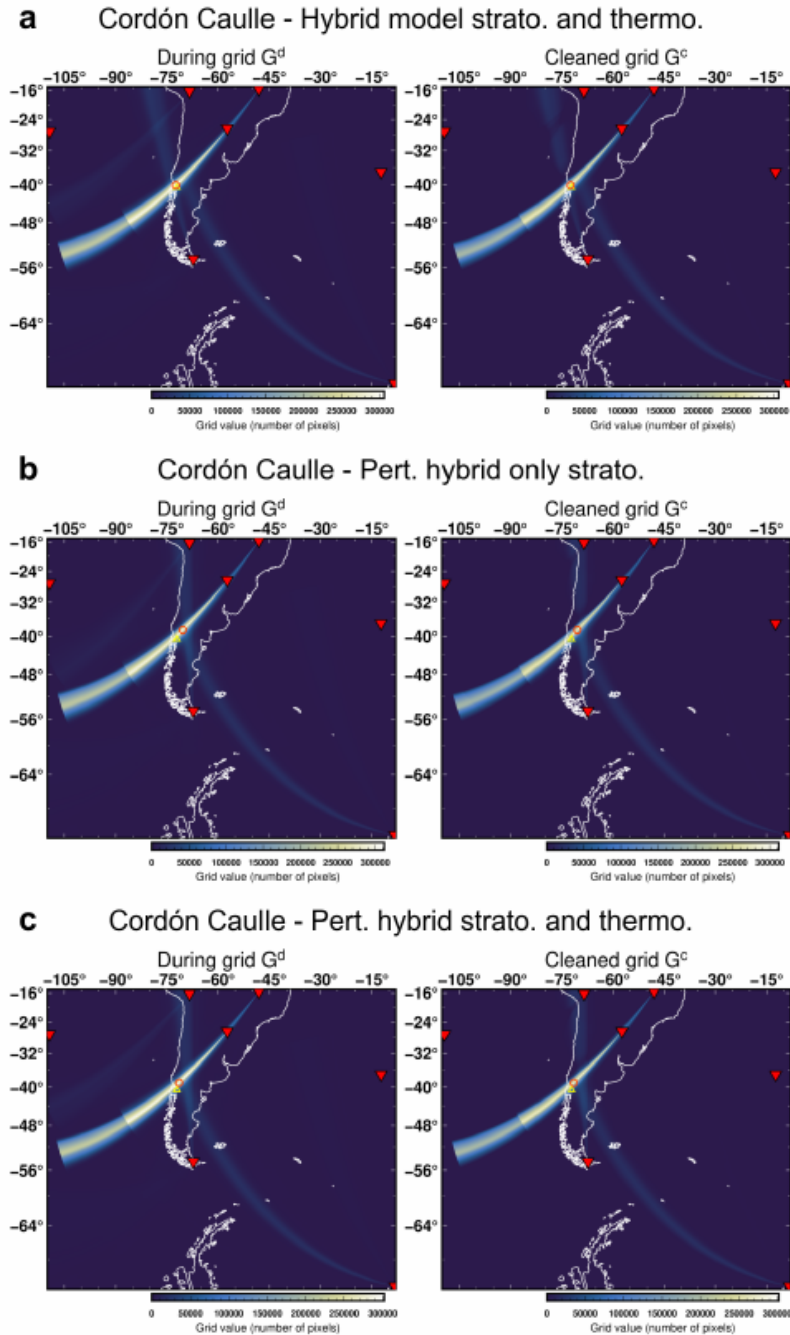 a Cordón Caulle - Hybrid model strato. and thermo.
During grid Gᵈ Cleaned grid Gᶜ
−105° −90° −75° −60° −45° −30° −15° −105° −90° −75° −60° −45° −30° −15°
−16° −16°
−24° −24°
−32° −32°
−40° −40°
−48° −48°
−56° −56°
−64° −64°
0 50000 100000 150000 200000 250000 300000 0 50000 100000 150000 200000 250000 300000
Grid value (number of pixels) Grid value (number of pixels)
b Cordón Caulle - Pert. hybrid only strato.
During grid Gᵈ Cleaned grid Gᶜ
−105° −90° −75° −60° −45° −30° −15° −105° −90° −75° −60° −45° −30° −15°
−16° −16°
−24° −24°
−32° −32°
−40° −40°
−48° −48°
−56° −56°
−64° −64°
0 50000 100000 150000 200000 250000 300000 0 50000 100000 150000 200000 250000 300000
Grid value (number of pixels) Grid value (number of pixels)
c Cordón Caulle - Pert. hybrid strato. and thermo.
During grid Gᵈ Cleaned grid Gᶜ
−105° −90° −75° −60° −45° −30° −15° −105° −90° −75° −60° −45° −30° −15°
−16° −16°
−24° −24°
−32° −32°
−40° −40°
−48° −48°
−56° −56°
−64° −64°
0 50000 100000 150000 200000 250000 300000 0 50000 100000 150000 200000 250000 300000
Grid value (number of pixels) Grid value (number of pixels)